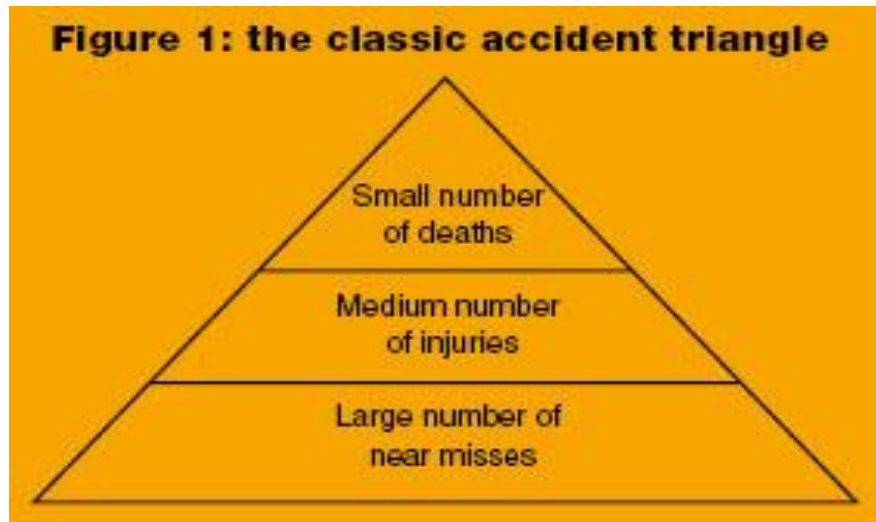 Figure 1: the classic accident triangle
Small number
of deaths
Medium number
of injuries
Large number of
near misses